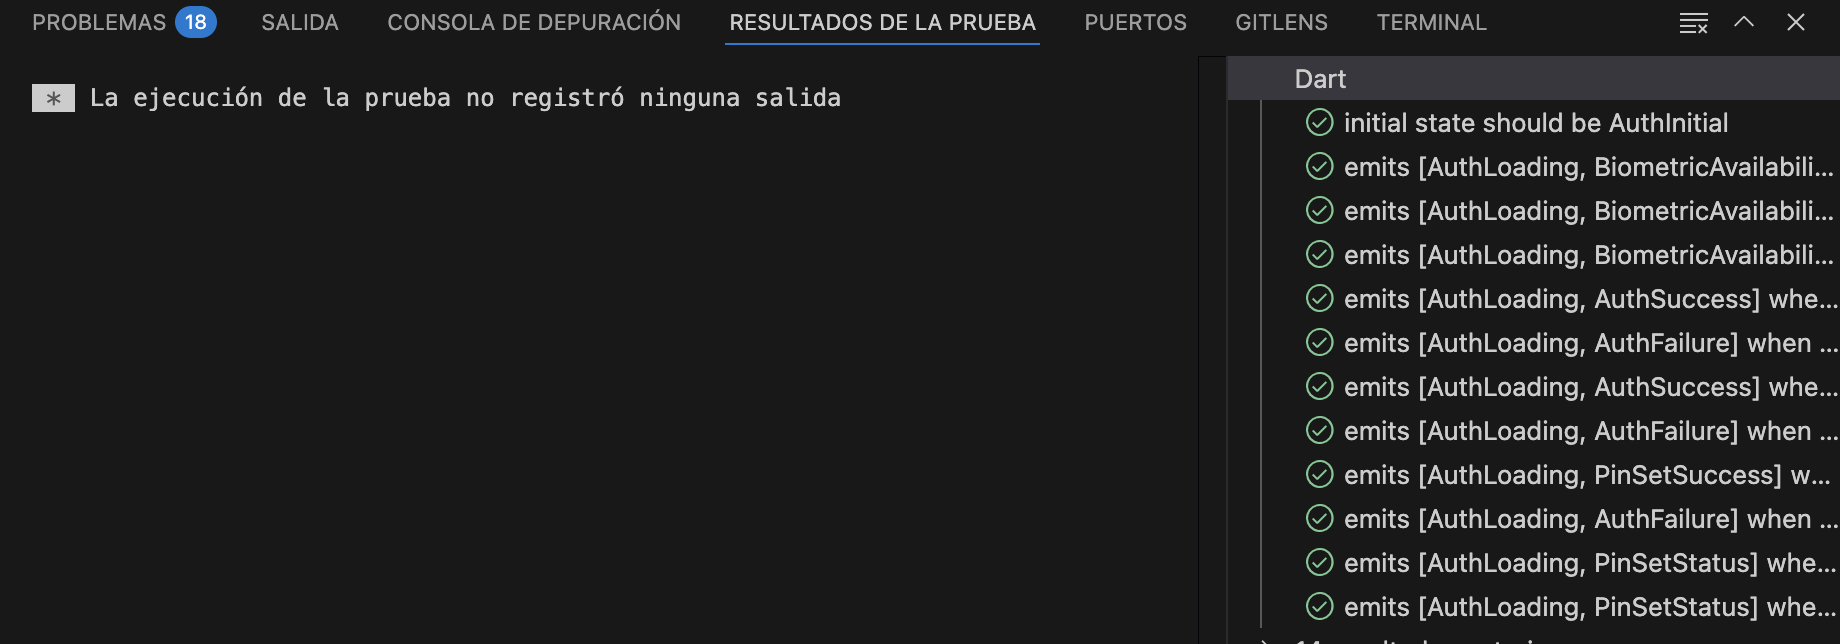 PROBLEMAS 18 SALIDA CONSOLA DE DEPURACIÓN RESULTADOS DE LA PRUEBA PUERTOS GITLENS TERMINAL
* La ejecución de la prueba no registró ninguna salida
Dart
initial state should be AuthInitial
emits [AuthLoading, BiometricAvailabili...
emits [AuthLoading, BiometricAvailabili...
emits [AuthLoading, BiometricAvailabili...
emits [AuthLoading, AuthSuccess] whe...
emits [AuthLoading, AuthFailure] when ...
emits [AuthLoading, AuthSuccess] whe...
emits [AuthLoading, AuthFailure] when ...
emits [AuthLoading, PinSetSuccess] w...
emits [AuthLoading, AuthFailure] when ...
emits [AuthLoading, PinSetStatus] whe...
emits [AuthLoading, PinSetStatus] whe...